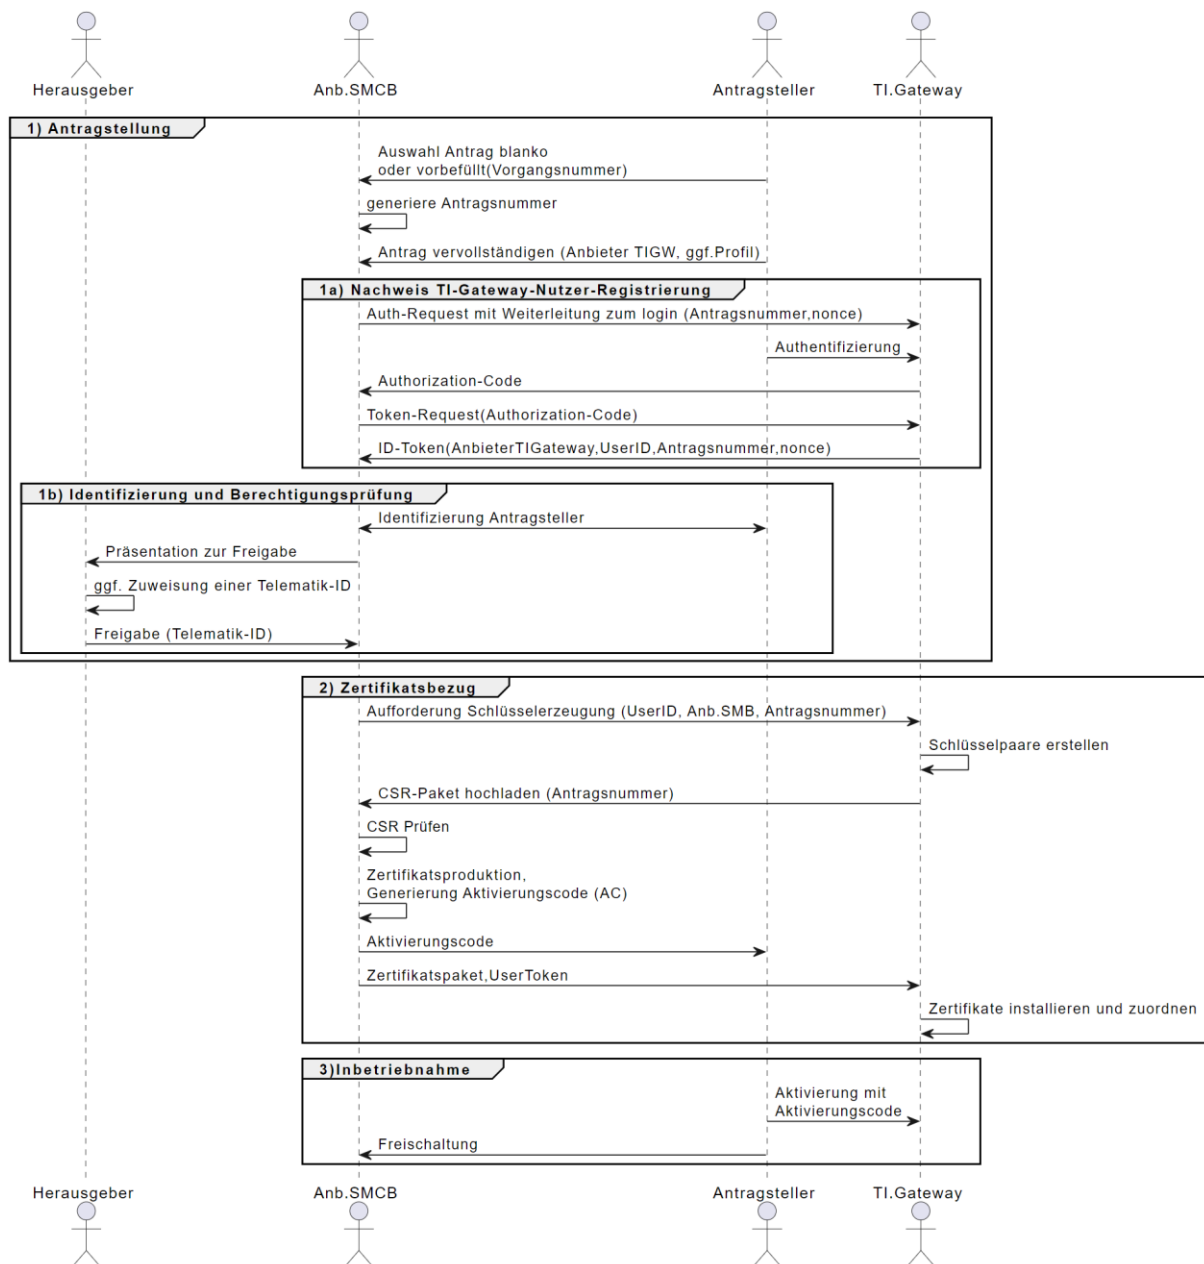 Herausgeber
Anb.SMCB
Antragsteller
TI.Gateway
1) Antragstellung
Auswahl Antrag blanko
oder vorbefüllt(Vorgangsnummer)
generiere Antragsnummer
Antrag vervollständigen (Anbieter TIGW, ggf.Profil)
1a) Nachweis TI-Gateway-Nutzer-Registrierung
Auth-Request mit Weiterleitung zum login (Antragsnummer,nonce)
Authentifizierung
Authorization-Code
Token-Request(Authorization-Code)
ID-Token(AnbieterTIGateway,UserID,Antragsnummer,nonce)
1b) Identifizierung und Berechtigungsprüfung
Identifizierung Antragsteller
Präsentation zur Freigabe
ggf. Zuweisung einer Telematik-ID
Freigabe (Telematik-ID)
2) Zertifikatsbezug
Aufforderung Schlüsselerzeugung (UserID, Anb.SMB, Antragsnummer)
Schlüsselpaare erstellen
CSR-Paket hochladen (Antragsnummer)
CSR Prüfen
Zertifikatsproduktion,
Generierung Aktivierungscode (AC)
Aktivierungscode
Zertifikatspaket,UserToken
Zertifikate installieren und zuordnen
3)Inbetriebnahme
Aktivierung mit
Aktivierungscode
Freischaltung
Herausgeber
Anb.SMCB
Antragsteller
TI.Gateway